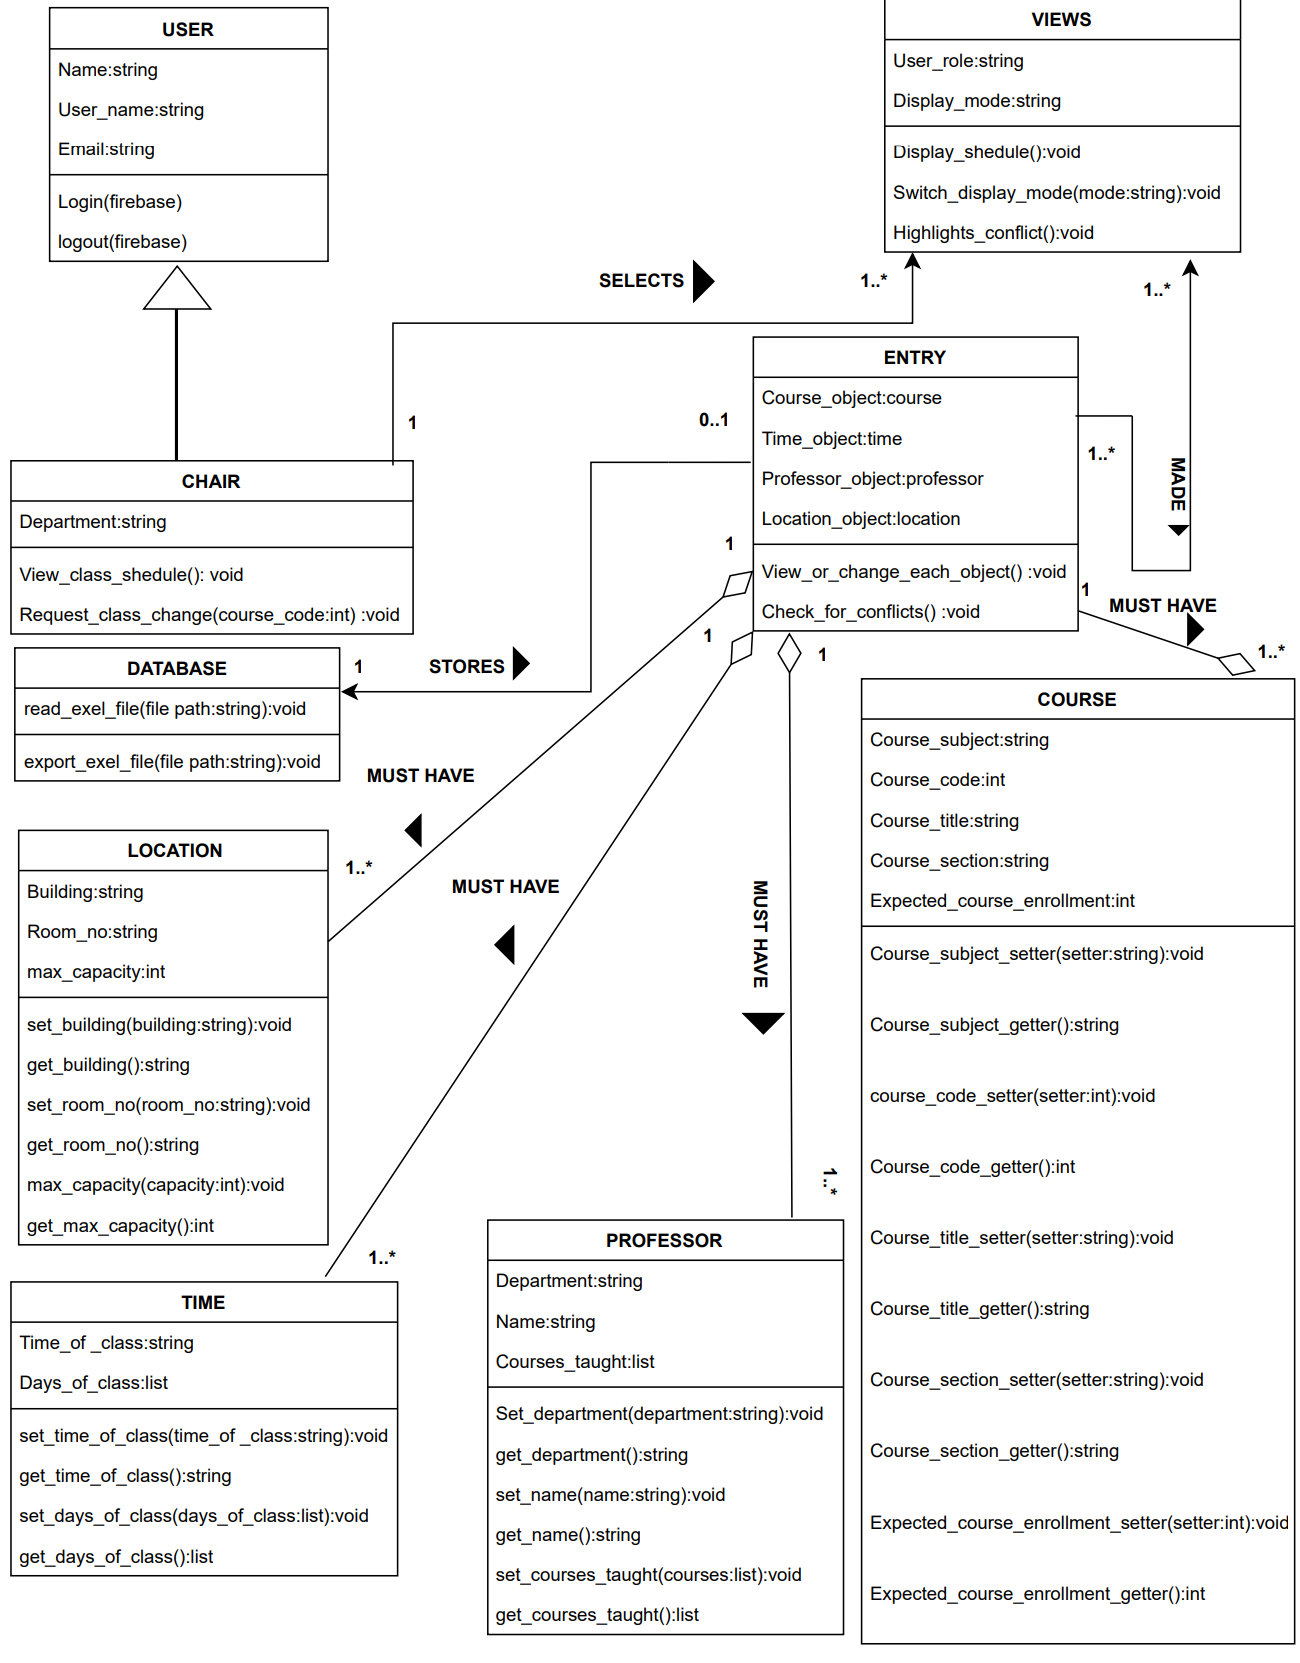 USER
Name:string
User_name:string
Email:string
Login(firebase)
logout(firebase)
VIEWS
User_role:string
Display_mode:string
Display_shedule():void
Switch_display_mode(mode:string):void
Highlights_conflict():void
SELECTS
1..*
1..*
1
0..1
ENTRY
Course_object:course
Time_object:time
Professor_object:professor
Location_object:location
View_or_change_each_object() :void
Check_for_conflicts() :void
1..*
MADE
CHAIR
Department:string
View_class_shedule(): void
Request_class_change(course_code:int) :void
1
1
1
1
MUST HAVE
1..*
DATABASE
read_exel_file(file path:string):void
export_exel_file(file path:string):void
1
STORES
MUST HAVE
1..*
MUST HAVE
MUST HAVE
1..*
1..*
LOCATION
Building:string
Room_no:string
max_capacity:int
set_building(building:string):void
get_building():string
set_room_no(room_no:string):void
get_room_no():string
max_capacity(capacity:int):void
get_max_capacity():int
COURSE
Course_subject:string
Course_code:int
Course_title:string
Course_section:string
Expected_course_enrollment:int
Course_subject_setter(setter:string):void
Course_subject_getter():string
course_code_setter(setter:int):void
Course_code_getter():int
Course_title_setter(setter:string):void
Course_title_getter():string
Course_section_setter(setter:string):void
Course_section_getter():string
Expected_course_enrollment_setter(setter:int):void
Expected_course_enrollment_getter():int
TIME
Time_of _class:string
Days_of_class:list
set_time_of_class(time_of _class:string):void
get_time_of_class():string
set_days_of_class(days_of_class:list):void
get_days_of_class():list
PROFESSOR
Department:string
Name:string
Courses_taught:list
Set_department(department:string):void
get_department():string
set_name(name:string):void
get_name():string
set_courses_taught(courses:list):void
get_courses_taught():list